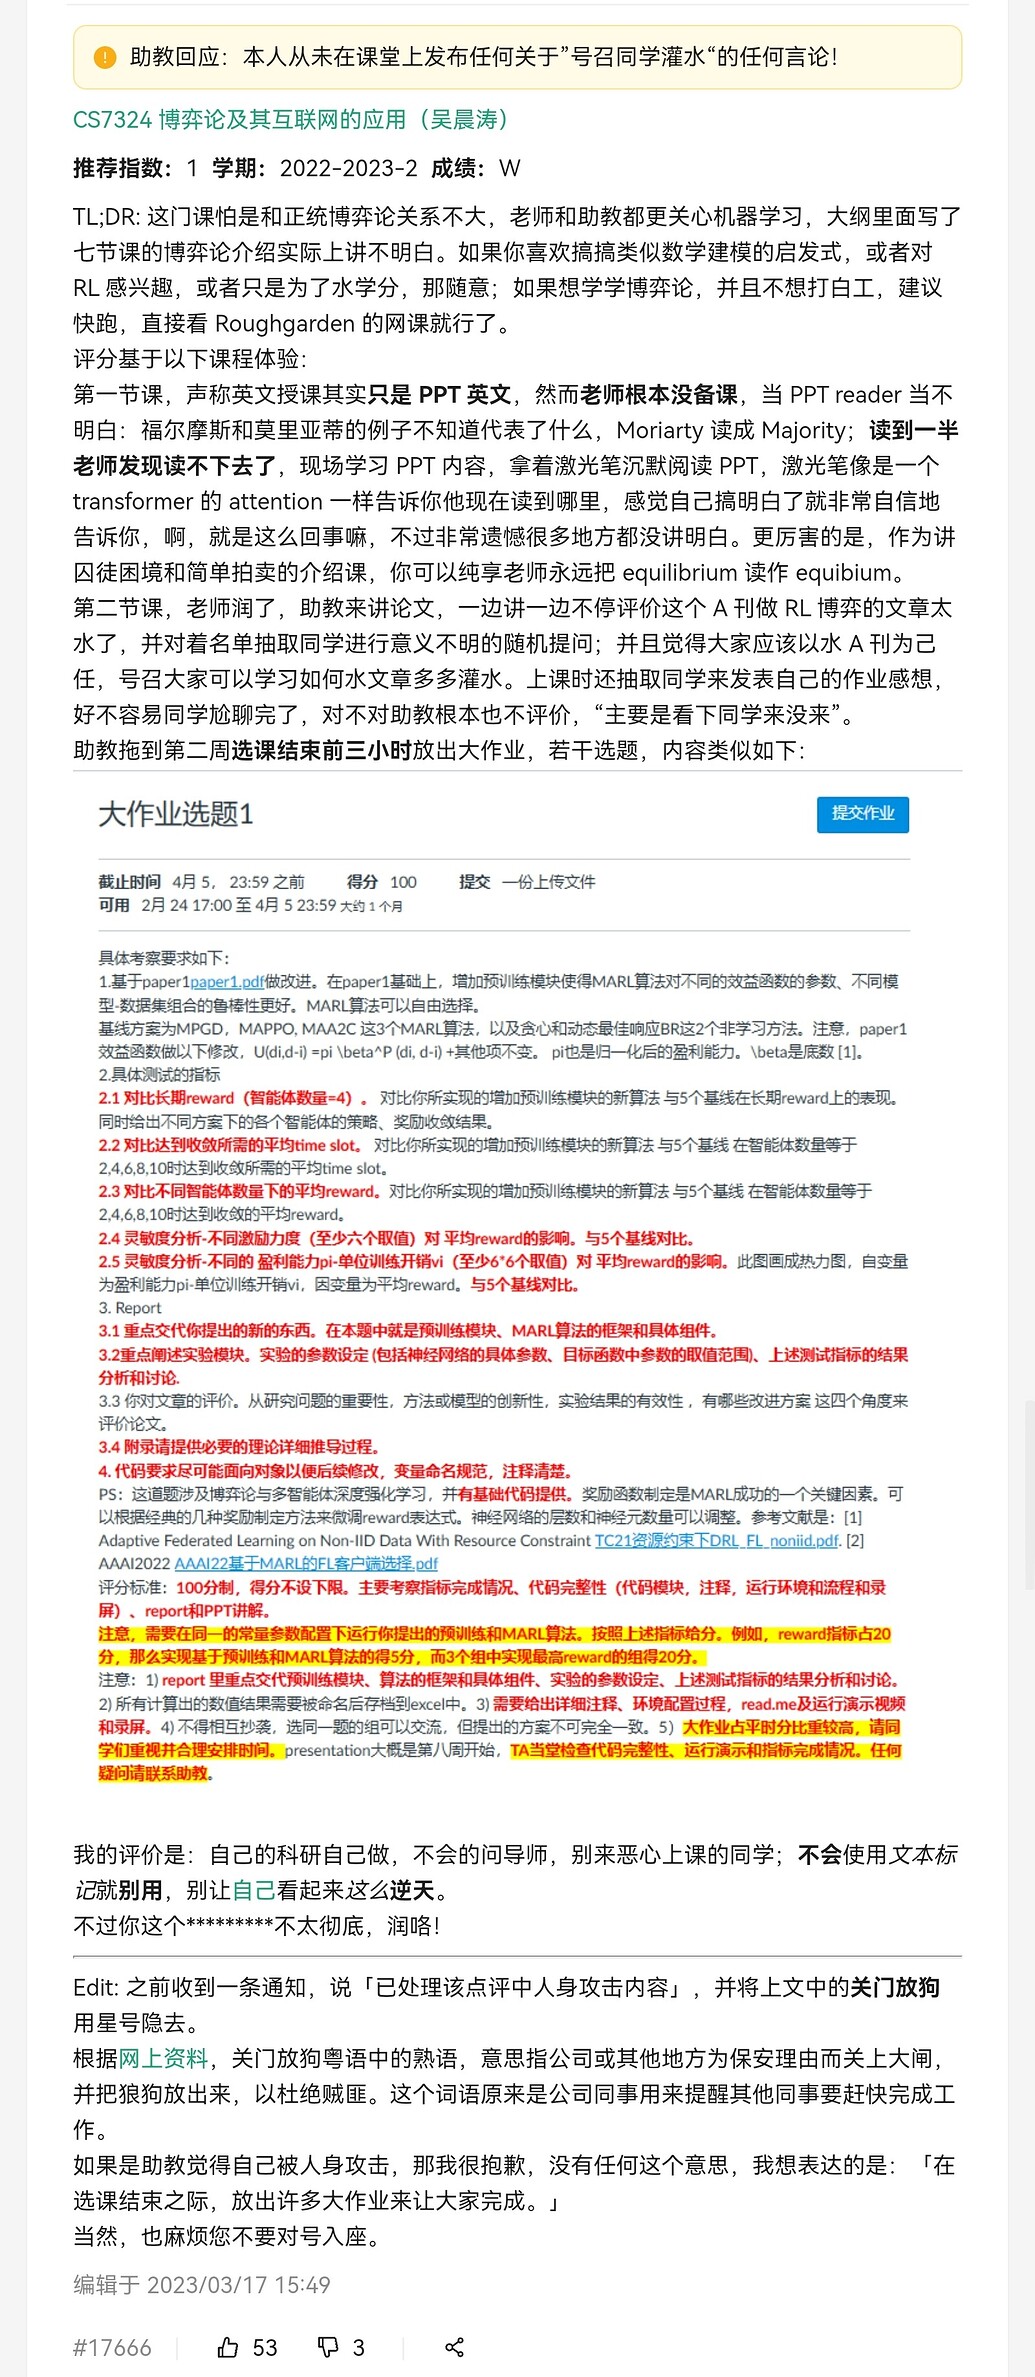 助教回应：本人从未在课堂上发布任何关于”号召同学灌水“的任何言论！
CS7324 博弈论及其互联网的应用（吴晨涛）
推荐指数： 1 学期： 2022-2023-2 成绩： W
TL;DR: 这门课怕是和正统博弈论关系不大，老师和助教都更关心机器学习，大纲里面写了
七节课的博弈论介绍实际上讲不明白。如果你喜欢搞搞类似数学建模的启发式，或者对
RL 感兴趣，或者只是为了水学分，那随意；如果想学学博弈论，并且不想打白工，建议
快跑，直接看 Roughgarden 的网课就行了。
评分基于以下课程体验：
第一节课，声称英文授课其实只是 PPT 英文，然而老师根本没备课，当 PPT reader 当不
明白：福尔摩斯和莫里亚蒂的例子不知道代表了什么，Moriarty 读成 Majority；读到一半
老师发现读不下去了，现场学习 PPT 内容，拿着激光笔沉默阅读 PPT，激光笔像是一个
transformer 的 attention 一样告诉你他现在读到哪里，感觉自己搞明白了就非常自信地
告诉你，啊，就是这么回事嘛，不过非常遗憾很多地方都没讲明白。更厉害的是，作为讲
囚徒困境和简单拍卖的介绍课，你可以纯享老师永远把 equilibrium 读作 equibium。
第二节课，老师润了，助教来讲论文，一边讲一边不停评价这个 A 刊做 RL 博弈的文章太
水了，并对着名单抽取同学进行意义不明的随机提问；并且觉得大家应该以水 A 刊为己
任，号召大家可以学习如何水文章多多灌水。上课时还抽取同学来发表自己的作业感想，
好不容易同学尬聊完了，对不对助教根本也不评价，“主要是看下同学来没来”。
助教拖到第二周选课结束前三小时放出大作业，若干选题，内容类似如下：
大作业选题1
提交作业
截止时间 4月 5， 23:59 之前 得分 100 提交 一份上传文件
可用 2月 24 17:00 至 4月 5 23:59 大约 1 个月
具体考察要求如下：
1.基于paper1paper1.pdf做改进。在paper1基础上，增加预训练模块使得MARL算法对不同的效益函数的参数、不同模
型-数据集组合的鲁棒性更好。MARL算法可以自由选择。
基线方案为MPGD，MAPPO, MAA2C 这3个MARL算法，以及贪心和动态最佳响应BR这2个非学习方法。注意，paper1
效益函数做以下修改，U(di,d-i) =pi \beta^P (di, d-i) +其他项不变。 pi也是归一化后的盈利能力。\beta是底数 [1]。
2.具体测试的指标
2.1 对比长期reward（智能体数量=4）。 对比你所实现的增加预训练模块的新算法 与5个基线在长期reward上的表现。
同时给出不同方案下的各个智能体的策略、奖励收敛结果。
2.2 对比达到收敛所需的平均time slot。 对比你所实现的增加预训练模块的新算法 与5个基线 在智能体数量等于
2,4,6,8,10时达到收敛所需的平均time slot。
2.3 对比不同智能体数量下的平均reward。对比你所实现的增加预训练模块的新算法 与5个基线 在智能体数量等于
2,4,6,8,10时达到收敛的平均reward。
2.4 灵敏度分析-不同激励力度（至少六个取值）对 平均reward的影响。与5个基线对比。
2.5 灵敏度分析-不同的 盈利能力pi-单位训练开销vi（至少6*6个取值）对 平均reward的影响。此图画成热力图，自变量
为盈利能力pi-单位训练开销vi，因变量为平均reward。与5个基线对比。
3. Report
3.1 重点交代你提出的新的东西。在本题中就是预训练模块、MARL算法的框架和具体组件。
3.2重点阐述实验模块。实验的参数设定 (包括神经网络的具体参数、目标函数中参数的取值范围)、上述测试指标的结果
分析和讨论.
3.3 你对文章的评价。从研究问题的重要性，方法或模型的创新性，实验结果的有效性 ，有哪些改进方案 这四个角度来
评价论文。
3.4 附录请提供必要的理论详细推导过程。
4. 代码要求尽可能面向对象以便后续修改，变量命名规范，注释清楚。
PS：这道题涉及博弈论与多智能体深度强化学习，并有基础代码提供。奖励函数制定是MARL成功的一个关键因素。可
以根据经典的几种奖励制定方法来微调reward表达式。神经网络的层数和神经元数量可以调整。参考文献是：[1]
Adaptive Federated Learning on Non-IID Data With Resource Constraint TC21资源约束下DRL_FL_noniid.pdf. [2]
AAAI2022 AAAI22基于MARL的FL客户端选择.pdf
评分标准：100分制，得分不设下限。主要考察指标完成情况、代码完整性（代码模块，注释，运行环境和流程和录
屏）、report和PPT讲解。
注意，需要在同一的常量参数配置下运行你提出的预训练和MARL算法。按照上述指标给分。例如，reward指标占20
分，那么实现基于预训练和MARL算法的得5分，而3个组中实现最高reward的组得20分。
注意：1) report 里重点交代预训练模块、算法的框架和具体组件、实验的参数设定、上述测试指标的结果分析和讨论。
2) 所有计算出的数值结果需要被命名后存档到excel中。3) 需要给出详细注释、环境配置过程，read.me及运行演示视频
和录屏。4) 不得相互抄袭，选同一题的组可以交流，但提出的方案不可完全一致。5）大作业占平时分比重较高，请同
学们重视并合理安排时间。presentation大概是第八周开始，TA当堂检查代码完整性、运行演示和指标完成情况。任何
疑问请联系助教。
我的评价是：自己的科研自己做，不会的问导师，别来恶心上课的同学；不会使用文本标
记就别用，别让自己看起来这么逆天。
不过你这个*********不太彻底，润咯！
Edit: 之前收到一条通知，说「已处理该点评中人身攻击内容」，并将上文中的关门放狗
用星号隐去。
根据网上资料，关门放狗粤语中的熟语，意思指公司或其他地方为保安理由而关上大闸，
并把狼狗放出来，以杜绝贼匪。这个词语原来是公司同事用来提醒其他同事要赶快完成工
作。
如果是助教觉得自己被人身攻击，那我很抱歉，没有任何这个意思，我想表达的是：「在
选课结束之际，放出许多大作业来让大家完成。」
当然，也麻烦您不要对号入座。
编辑于 2023/03/17 15:49
#17666 53 3